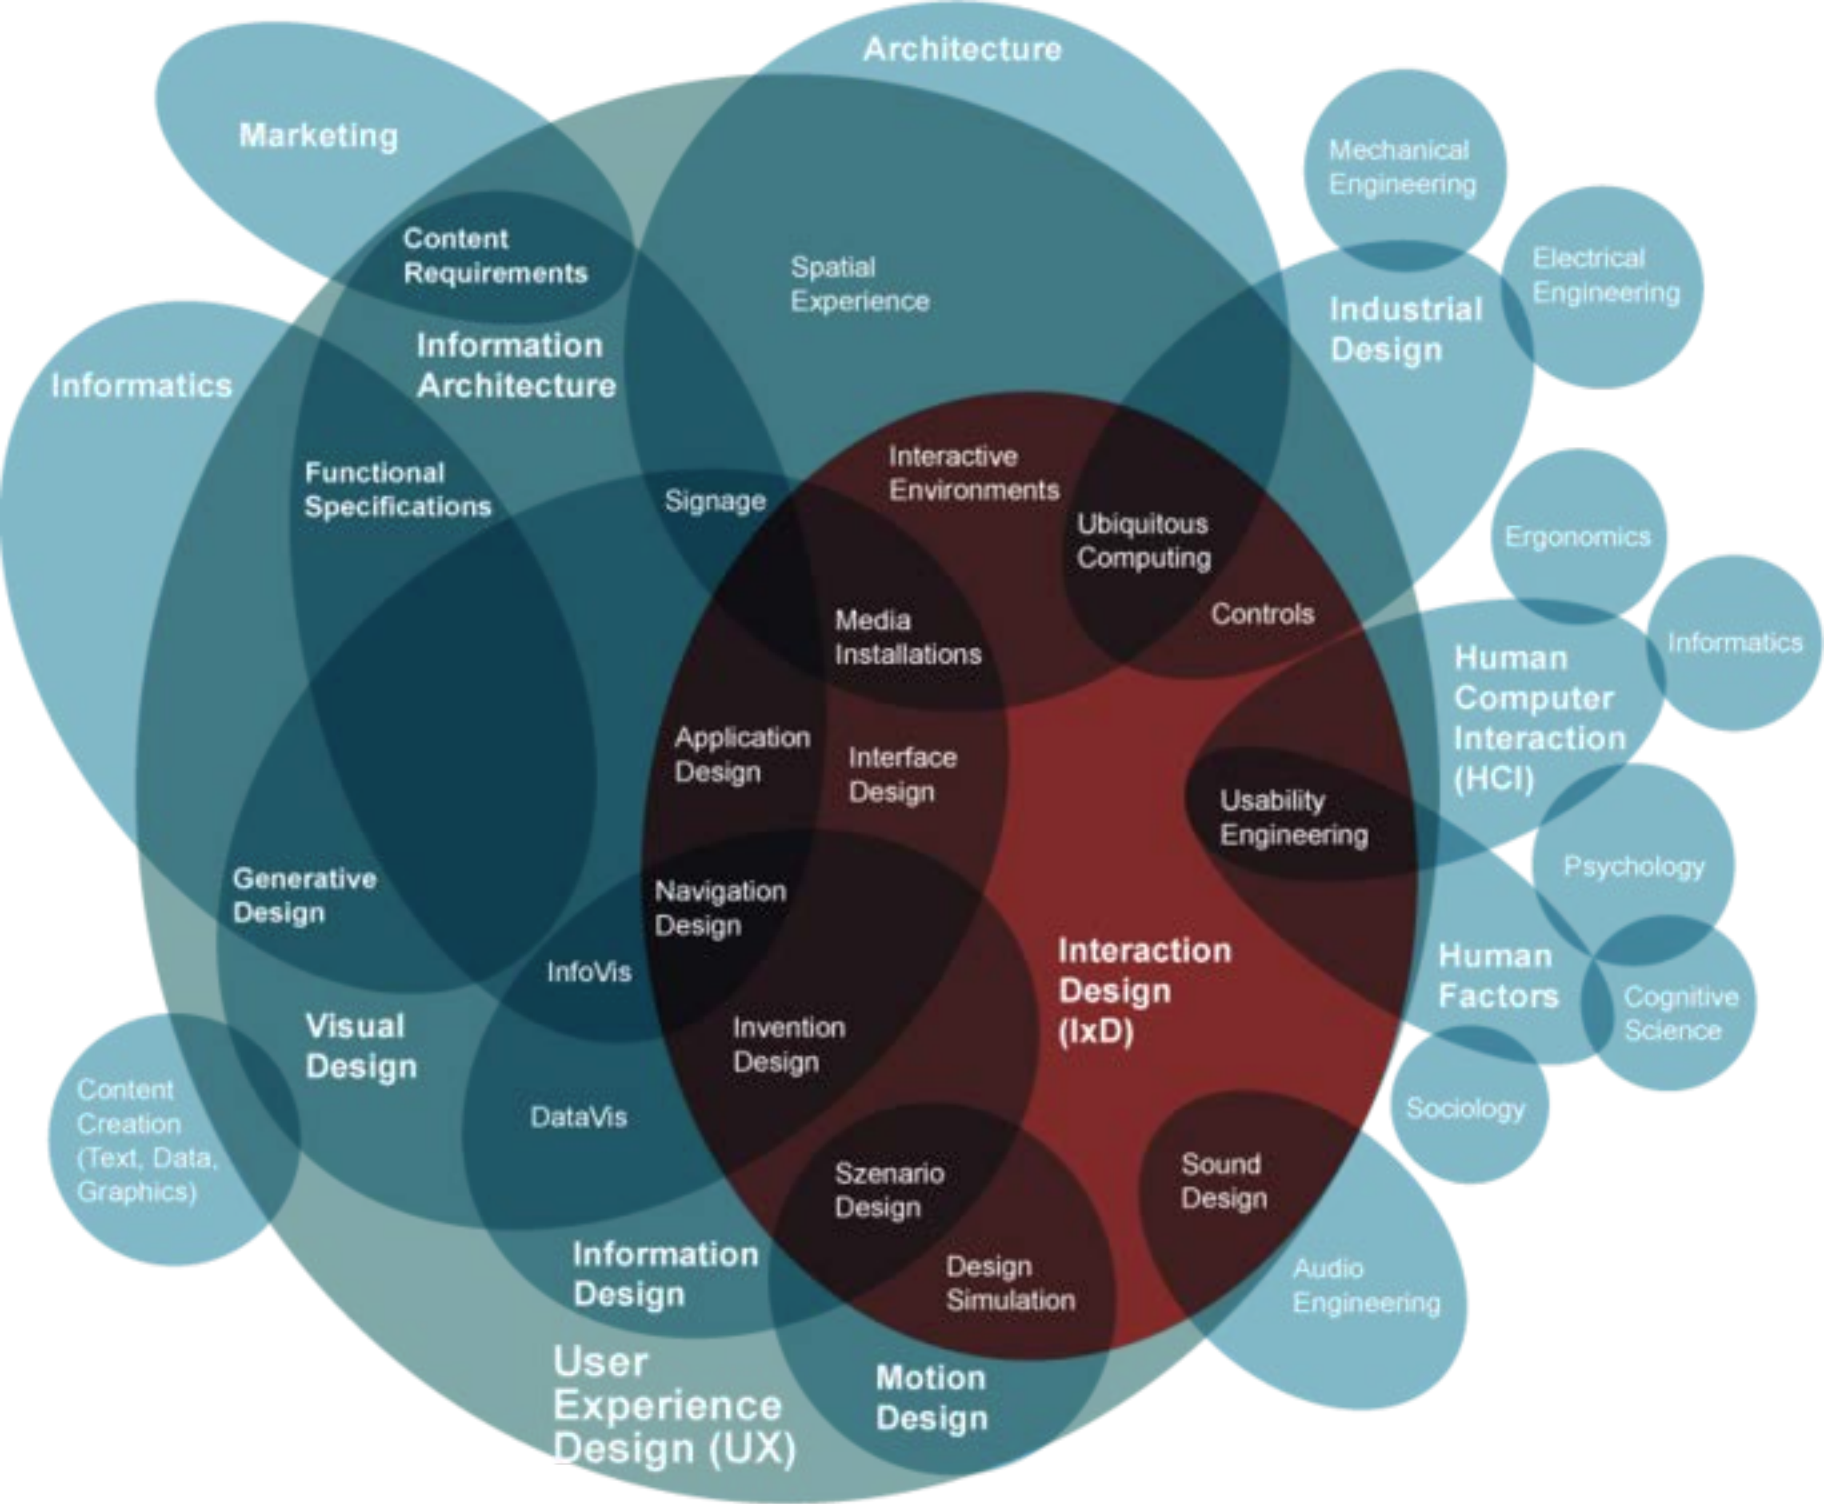 Architecture
Marketing
Mechanical
Engineering
Content
Requirements
Spatial
Experience
Electrical
Engineering
Industrial
Design
Information
Architecture
Informatics
Functional
Specifications
Signage
Interactive
Environments
Ubiquitous
Computing
Ergonomics
Controls
Media
Installations
Informatics
Human
Computer
Interaction
(HCI)
Application
Design
Interface
Design
Usability
Engineering
Psychology
Generative
Design
Navigation
Design
InfoVis
Interaction
Design
(IxD)
Human
Factors
Cognitive
Science
Visual
Design
Invention
Design
Content
Creation
(Text, Data,
Graphics)
DataVis
Sociology
Szenario
Design
Sound
Design
Information
Design
Design
Simulation
Audio
Engineering
User
Experience
Design (UX)
Motion
Design